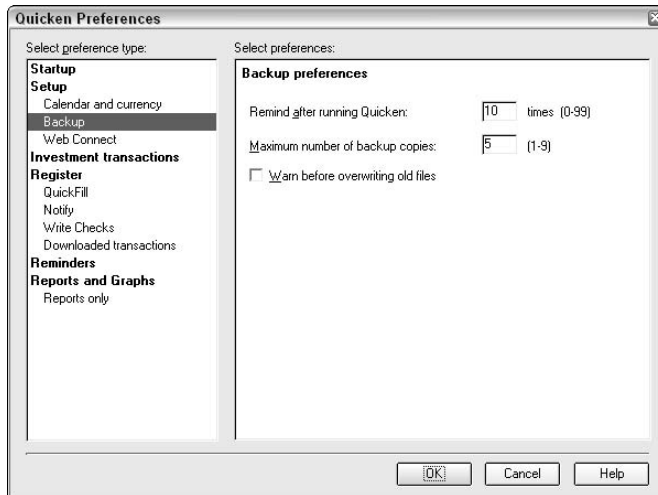 Quicken Preferences
Select preference type:
Startup
Setup
Calendar and currency
Backup
Web Connect
Investment transactions
Register
QuickFill
Notify
Write Checks
Downloaded transactions
Reminders
Reports and Graphs
Reports only
Select preferences:
Backup preferences
Remind after running Quicken: 10 times (0-99)
Maximum number of backup copies: 5 (1-9)
Warn before overwriting old files
OK Cancel Help